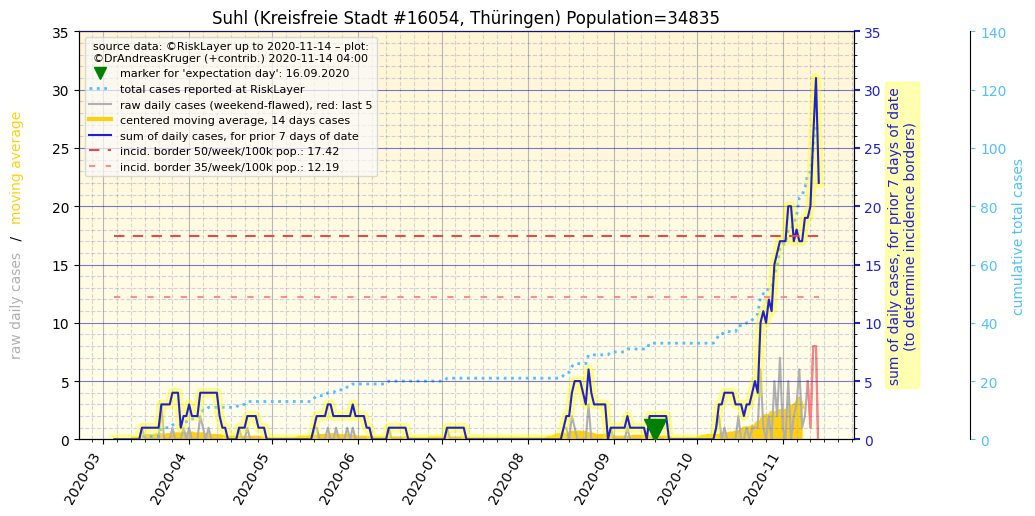 Suhl (Kreisfreie Stadt #16054, Thüringen) Population=34835
source data: ©RiskLayer up to 2020-11-14 – plot:
©DrAndreasKruger (+contrib.) 2020-11-14 04:00
marker for 'expectation day': 16.09.2020
total cases reported at RiskLayer
raw daily cases (weekend-flawed), red: last 5
centered moving average, 14 days cases
sum of daily cases, for prior 7 days of date
incid. border 50/week/100k pop.: 17.42
incid. border 35/week/100k pop.: 12.19
raw daily cases / moving average
35
30
25
20
15
10
5
0
2020-03
2020-04
2020-05
2020-06
2020-07
2020-08
2020-09
2020-10
2020-11
35
30
25
20
15
10
5
0
sum of daily cases, for prior 7 days of date
(to determine incidence borders)
140
120
100
80
60
40
20
0
cumulative total cases